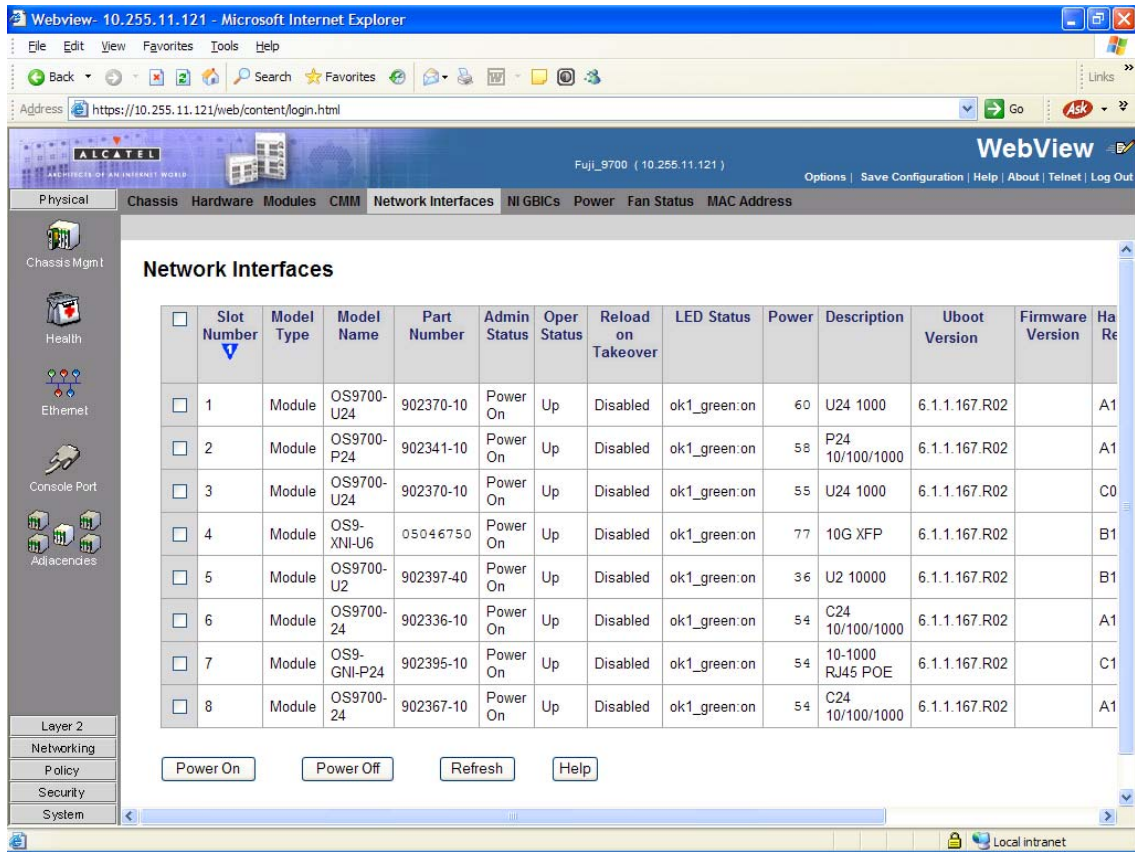 Webview- 10.255.11.121 - Microsoft Internet Explorer
File Edit View Favorites Tools Help
Back Search Favorites Links
Address https://10.255.11.121/web/content/login.html Go Ask
ALCATEL
ARCHITECTS OF AN INTERNET WORLD
Fuji_9700 ( 10.255.11.121 )
WebView
Options | Save Configuration | Help | About | Telnet | Log Out
Physical
Chassis Hardware Modules CMM Network Interfaces NI GBICs Power Fan Status MAC Address
Chassis Mgmt
Health
Ethernet
Console Port
Adjacencies
Layer 2
Networking
Policy
Security
System
Network Interfaces
Slot Number 1 Model Type Model Name Part Number Admin Status Oper Status Reload on Takeover LED Status Power Description Uboot Version Firmware Version Ha Re
1 Module OS9700-U24 902370-10 Power On Up Disabled ok1_green:on 60 U24 1000 6.1.1.167.R02 A1
2 Module OS9700-P24 902341-10 Power On Up Disabled ok1_green:on 58 P24 10/100/1000 6.1.1.167.R02 A1
3 Module OS9700-U24 902370-10 Power On Up Disabled ok1_green:on 55 U24 1000 6.1.1.167.R02 C0
4 Module OS9-XNI-U6 05046750 Power On Up Disabled ok1_green:on 77 10G XFP 6.1.1.167.R02 B1
5 Module OS9700-U2 902397-40 Power On Up Disabled ok1_green:on 36 U2 10000 6.1.1.167.R02 B1
6 Module OS9700-24 902336-10 Power On Up Disabled ok1_green:on 54 C24 10/100/1000 6.1.1.167.R02 A1
7 Module OS9-GNI-P24 902395-10 Power On Up Disabled ok1_green:on 54 10-1000 RJ45 POE 6.1.1.167.R02 C1
8 Module OS9700-24 902367-10 Power On Up Disabled ok1_green:on 54 C24 10/100/1000 6.1.1.167.R02 A1
Power On Power Off Refresh Help
Local intranet